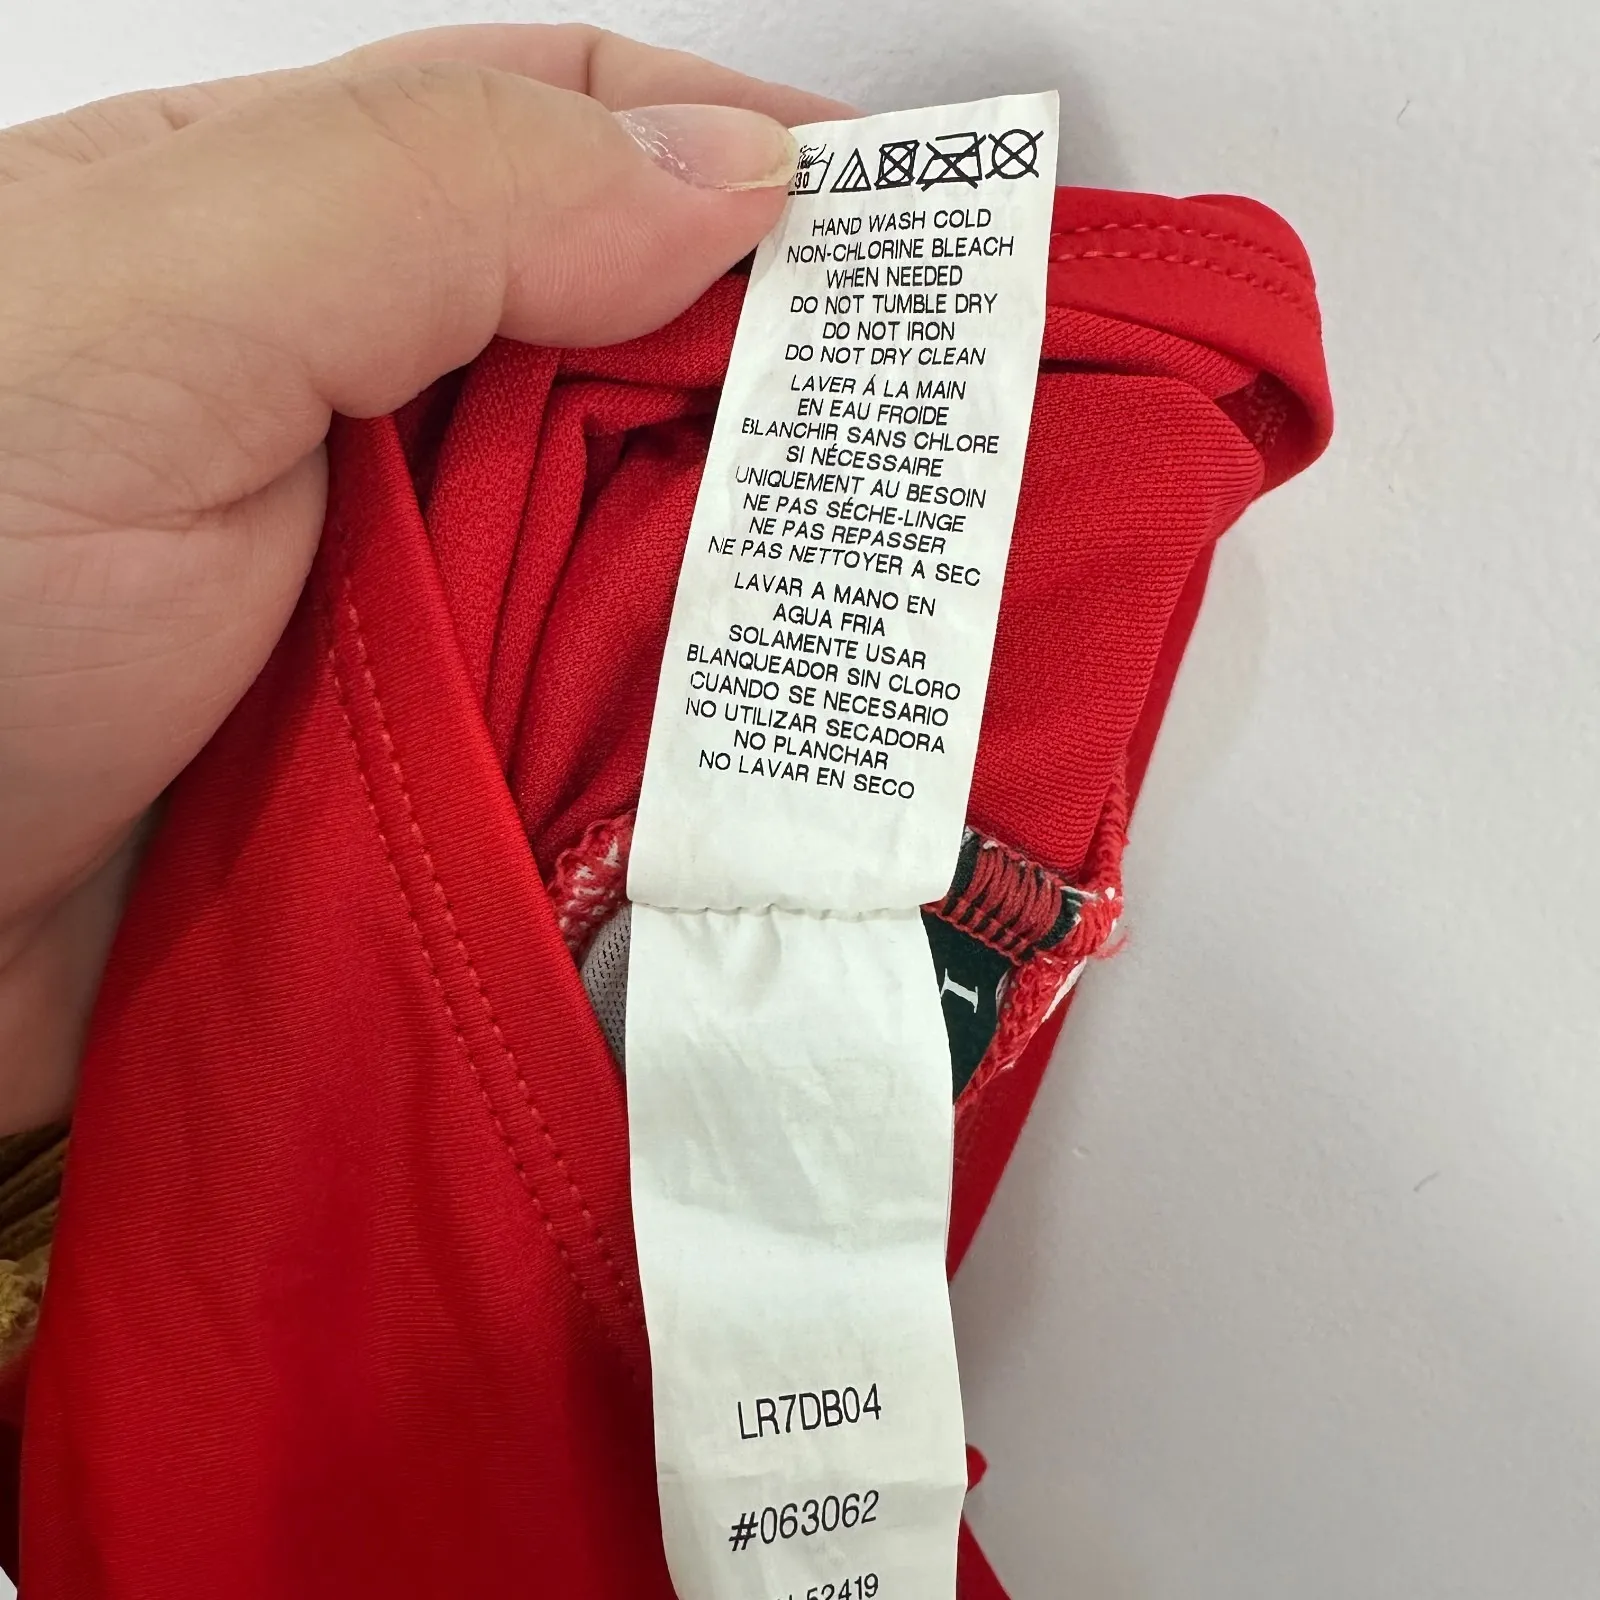 30
HAND WASH COLD
NON-CHLORINE BLEACH
WHEN NEEDED
DO NOT TUMBLE DRY
DO NOT IRON
DO NOT DRY CLEAN
LAVER Á LA MAIN
EN EAU FROIDE
BLANCHIR SANS CHLORE
SI NÉCESSAIRE
UNIQUEMENT AU BESOIN
NE PAS SÉCHE-LINGE
NE PAS REPASSER
NE PAS NETTOYER A SEC
LAVAR A MANO EN
AGUA FRIA
SOLAMENTE USAR
BLANQUEADOR SIN CLORO
CUANDO SE NECESARIO
NO UTILIZAR SECADORA
NO PLANCHAR
NO LAVAR EN SECO
LR7DB04
#063062
52419